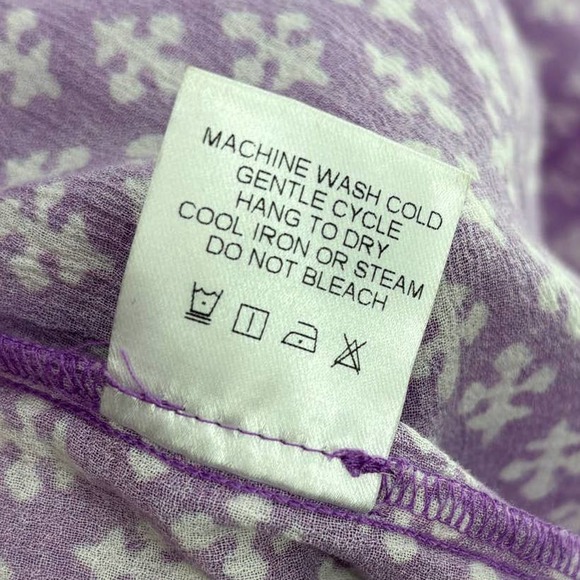 MACHINE WASH COLD
GENTLE CYCLE
HANG TO DRY
COOL IRON OR STEAM
DO NOT BLEACH